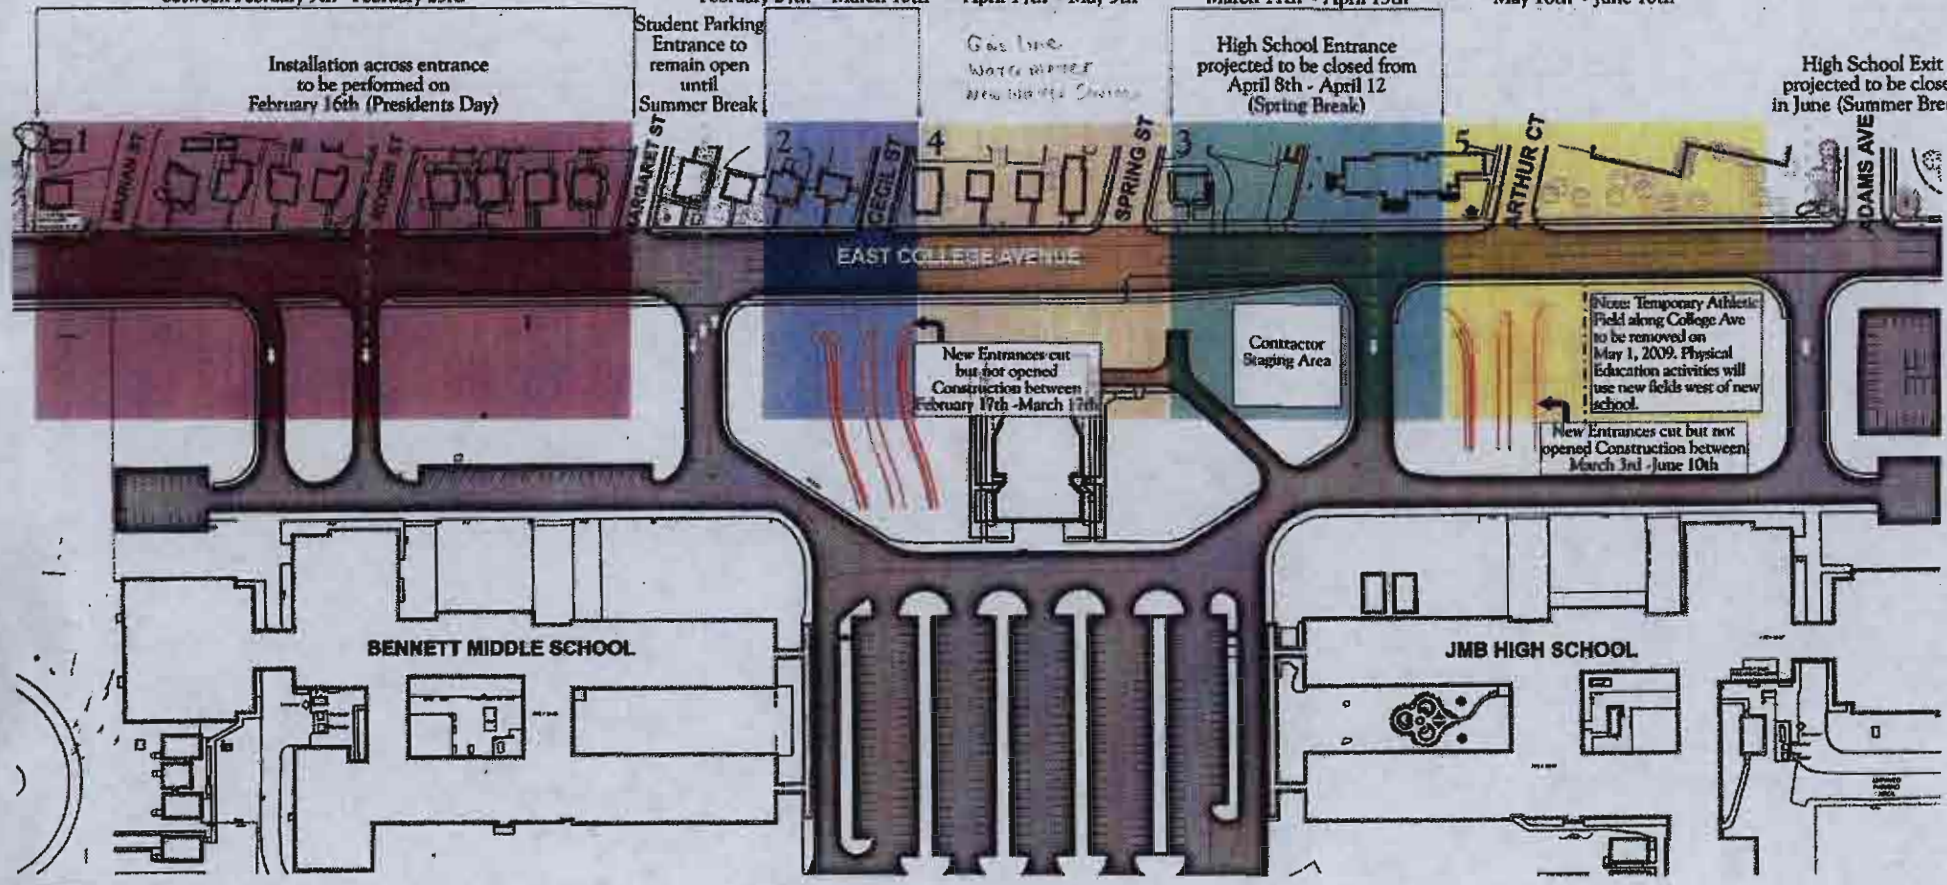 Installation across entrance
to be performed on
February 16th (Presidents Day)
Student Parking
Entrance to
remain open
until
Summer Break
Gas Line
High School Entrance
projected to be closed from
April 8th - April 12
(Spring Break)
High School Exit
projected to be close
in June (Summer Bre
1
MARIAN ST
MARGARET ST
2
CECIL ST
4
SPRING ST
3
5
ARTHUR CT
ADAMS AVE
EAST COLLEGE AVENUE
New Entrances cut
but not opened
Construction between
February 17th -March 17th
Contractor
Staging Area
Note: Temporary Athletic
Field along College Ave
to be removed on
May 1, 2009. Physical
Education activities will
use new fields west of new
school.
New Entrances cut but not
opened Construction between
March 3rd -June 10th
BENNETT MIDDLE SCHOOL
JMB HIGH SCHOOL